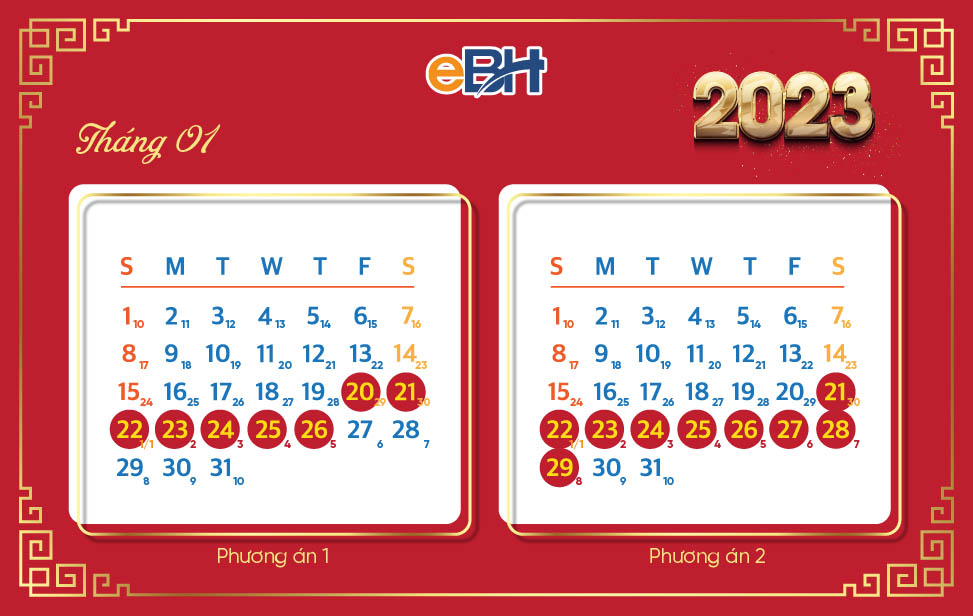 eBH
2023
Tháng 01
S M T W T F S
1 10 2 11 3 12 4 13 5 14 6 15 7 16
8 17 9 18 10 19 11 20 12 21 13 22 14 23
15 24 16 25 17 26 18 27 19 28 20 29 21 30
22 1/1 23 2 24 3 25 4 26 5 27 6 28 7
29 8 30 9 31 10
Phương án 1
S M T W T F S
1 10 2 11 3 12 4 13 5 14 6 15 7 16
8 17 9 18 10 19 11 20 12 21 13 22 14 23
15 24 16 25 17 26 18 27 19 28 20 29 21 30
22 1/1 23 2 24 3 25 4 26 5 27 6 28 7
29 8 30 9 31 10
Phương án 2